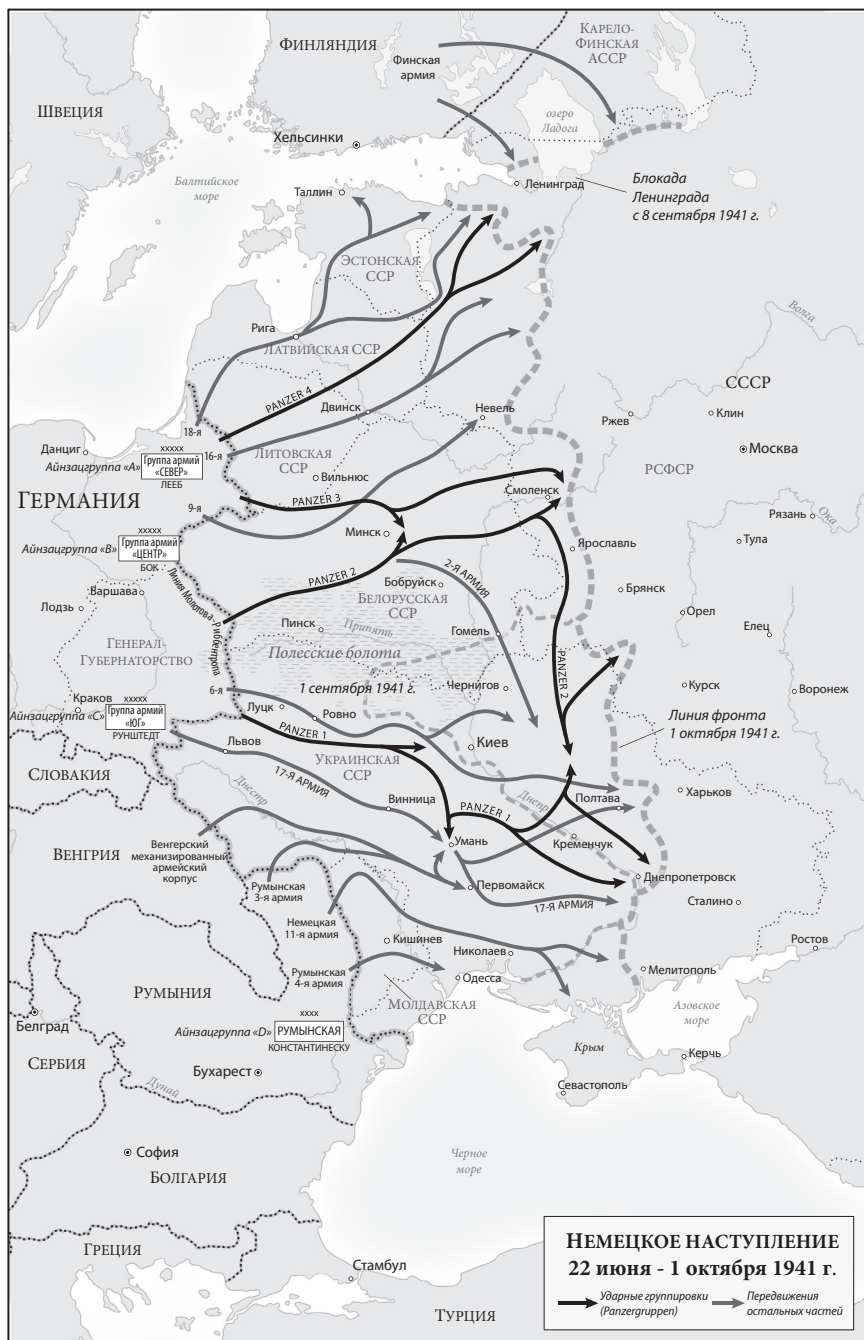 ФИНЛЯНДИЯ
КАРЕЛО-
ФИНСКАЯ
АССР
Финская
армия
ШВЕЦИЯ
озеро
Ладога
Хельсинки
Балтийское
море
Таллин
Ленинград
Блокада
Ленинграда
с 8 сентября 1941 г.
ЭСТОНСКАЯ
ССР
Рига
ЛАТВИЙСКАЯ ССР
Волга
СССР
PANZER 4
Двинск
Невель
Ржев
Клин
18-я
Данциг
Айнзацгруппа «A»
XXXXX
Группа армий
«СЕВЕР»
ЛЕЕБ
16-я
ЛИТОВСКАЯ
ССР
Москва
РСФСР
Вильнюс
ГЕРМАНИЯ
PANZER 3
Смоленск
9-я
Рязань
Ока
Айнзацгруппа «B»
XXXXX
Группа армий
«ЦЕНТР»
БОК
Минск
Ярославль
Тула
PANZER 2
2-Я АРМИЯ
Варшава
Линия Молотова-Риббентропа
Бобруйск
БЕЛОРУССКАЯ
ССР
Брянск
Лодзь
Орел
Елец
Пинск
Припять
Гомель
ГЕНЕРАЛ-
ГУБЕРНАТОРСТВО
Полесские болота
PANZER 2
1 сентября 1941 г.
Чернигов
Курск
Воронеж
6-я
Краков
Айнзацгруппа «C»
XXXXX
Группа армий
«ЮГ»
РУНШТЕДТ
Луцк
Ровно
Линия фронта
1 октября 1941 г.
PANZER 1
Киев
Львов
УКРАИНСКАЯ
ССР
СЛОВАКИЯ
17-Я АРМИЯ
Днестр
Винница
PANZER 1
Днепр
Полтава
Харьков
ВЕНГРИЯ
Венгерский
механизированный
армейский
корпус
Умань
Кременчуг
Румынская
3-я армия
Первомайск
Днепропетровск
17-Я АРМИЯ
Сталино
Немецкая
11-я армия
Кишинев
Николаев
Ростов
Румынская
4-я армия
Одесса
Мелитополь
РУМЫНИЯ
МОЛДАВСКАЯ
ССР
Азовское
море
Белград
Айнзацгруппа «D»
XXXX
РУМЫНСКАЯ
КОНСТАНТИНЕСКУ
СЕРБИЯ
Крым
Керчь
Бухарест
Дунай
Севастополь
София
Черное
море
БОЛГАРИЯ
ГРЕЦИЯ
Стамбул
ТУРЦИЯ
НЕМЕЦКОЕ НАСТУПЛЕНИЕ
22 июня - 1 октября 1941 г.
Ударные группировки
(Panzergruppen)
Передвижения
остальных частей